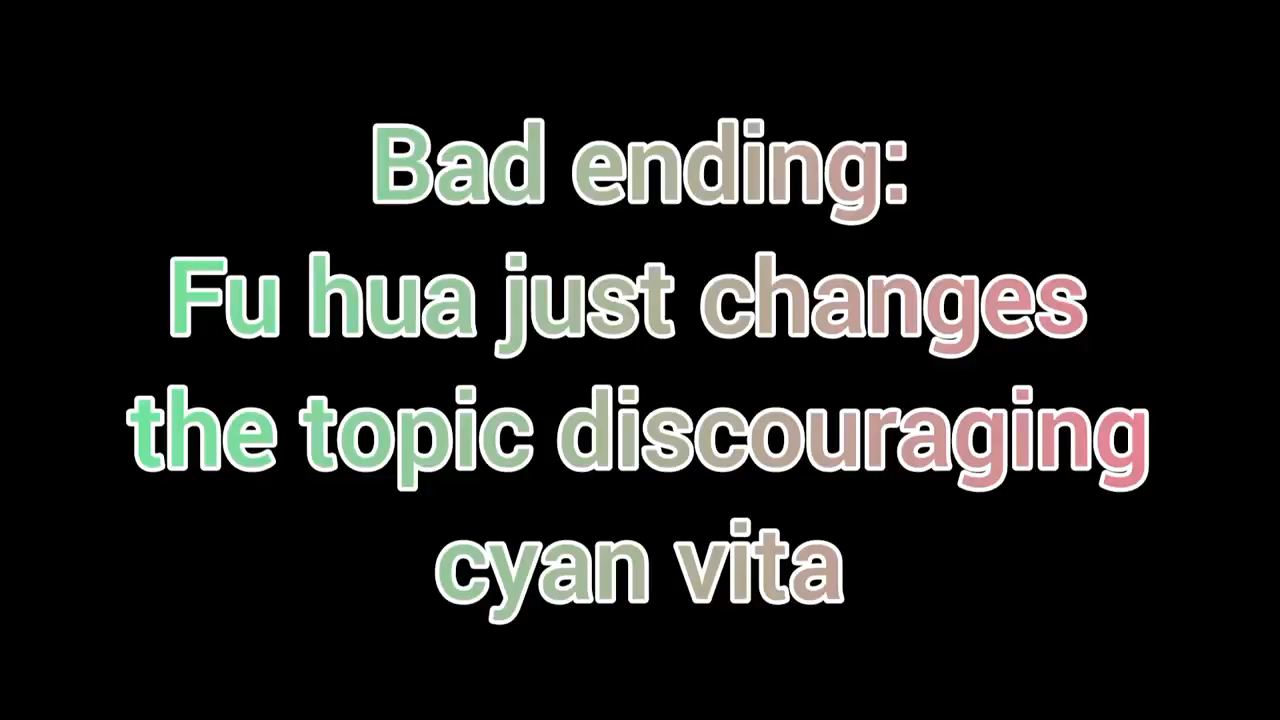 Bad ending:
Fu hua just changes
the topic discouraging
cyan vita